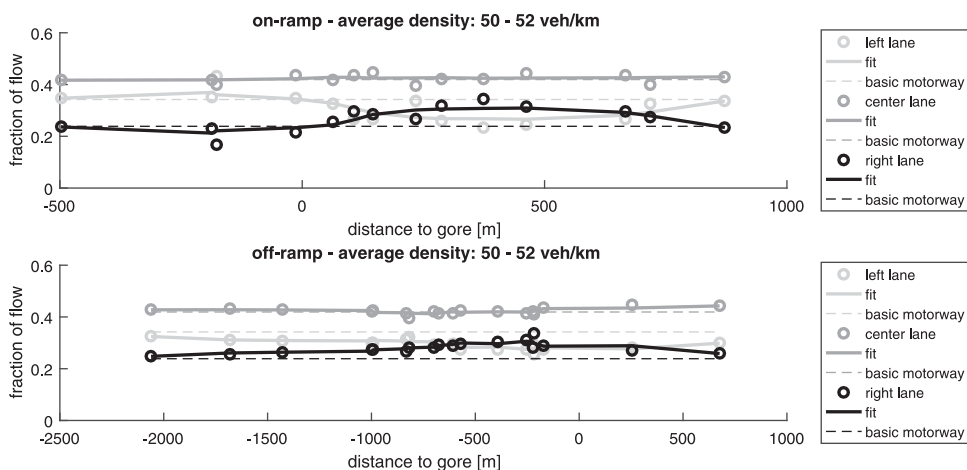 on-ramp - average density: 50 - 52 veh/km
0.6
0.4
0.2
0
fraction of flow
-500
0
500
1000
distance to gore [m]
left lane
fit
basic motorway
center lane
fit
basic motorway
right lane
fit
basic motorway
off-ramp - average density: 50 - 52 veh/km
0.6
0.4
0.2
0
fraction of flow
-2500
-2000
-1500
-1000
-500
0
500
1000
distance to gore [m]
left lane
fit
basic motorway
center lane
fit
basic motorway
right lane
fit
basic motorway